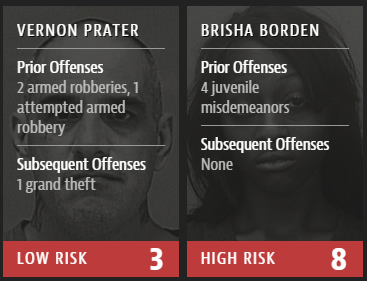 VERNON PRATER
Prior Offenses
2 armed robberies, 1
attempted armed
robbery
Subsequent Offenses
1 grand theft
LOW RISK 3
BRISHA BORDEN
Prior Offenses
4 juvenile
misdemeanors
Subsequent Offenses
None
HIGH RISK 8